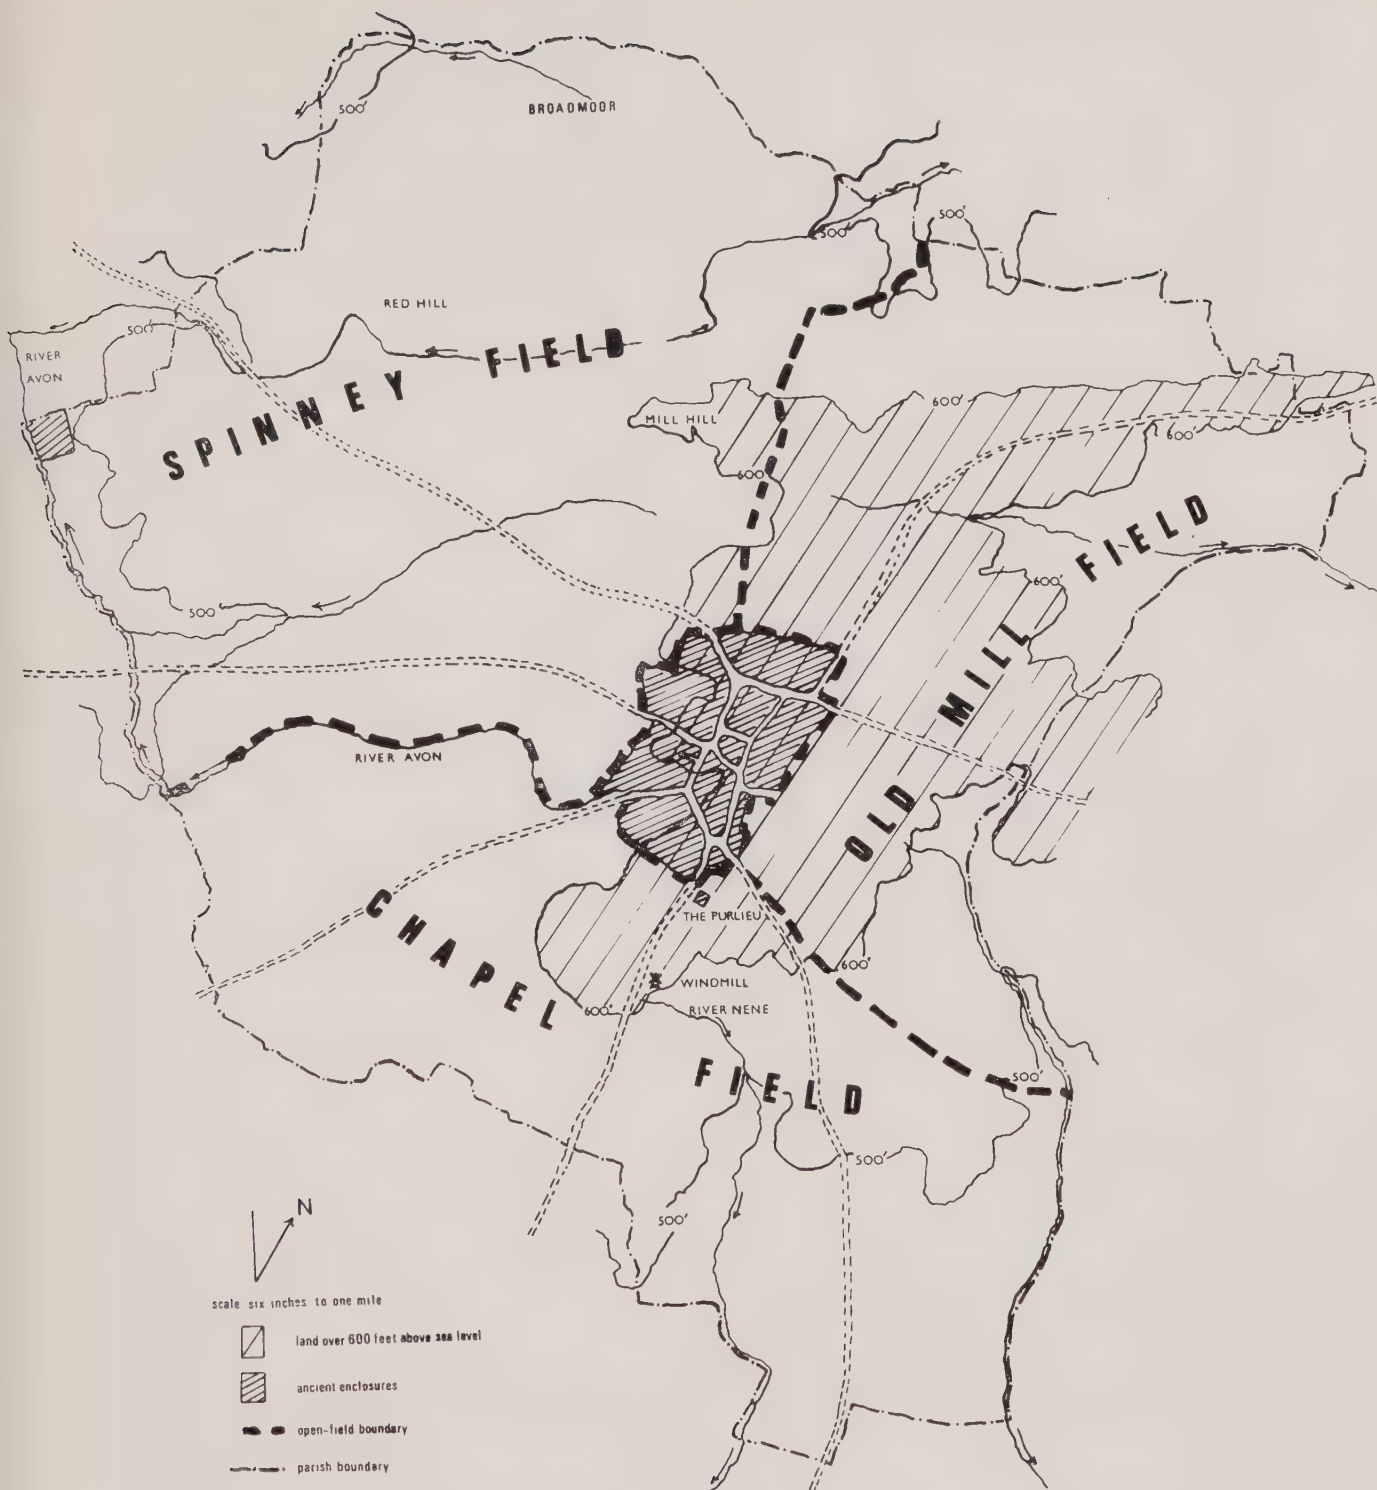 500'
BROADMOOR
500'
500'
RED HILL
500'
RIVER
AVON
SPINNEY FIELD
600'
MILL HILL
600'
600
OLD MILL FIELD
600'
500
RIVER AVON
CHAPEL FIELD
THE PURLIEU
600'
WINDMILL
600'
RIVER NENE
500'
500'
500'
N
scale six inches to one mile
land over 600 feet above sea level
ancient enclosures
open-field boundary
parish boundary